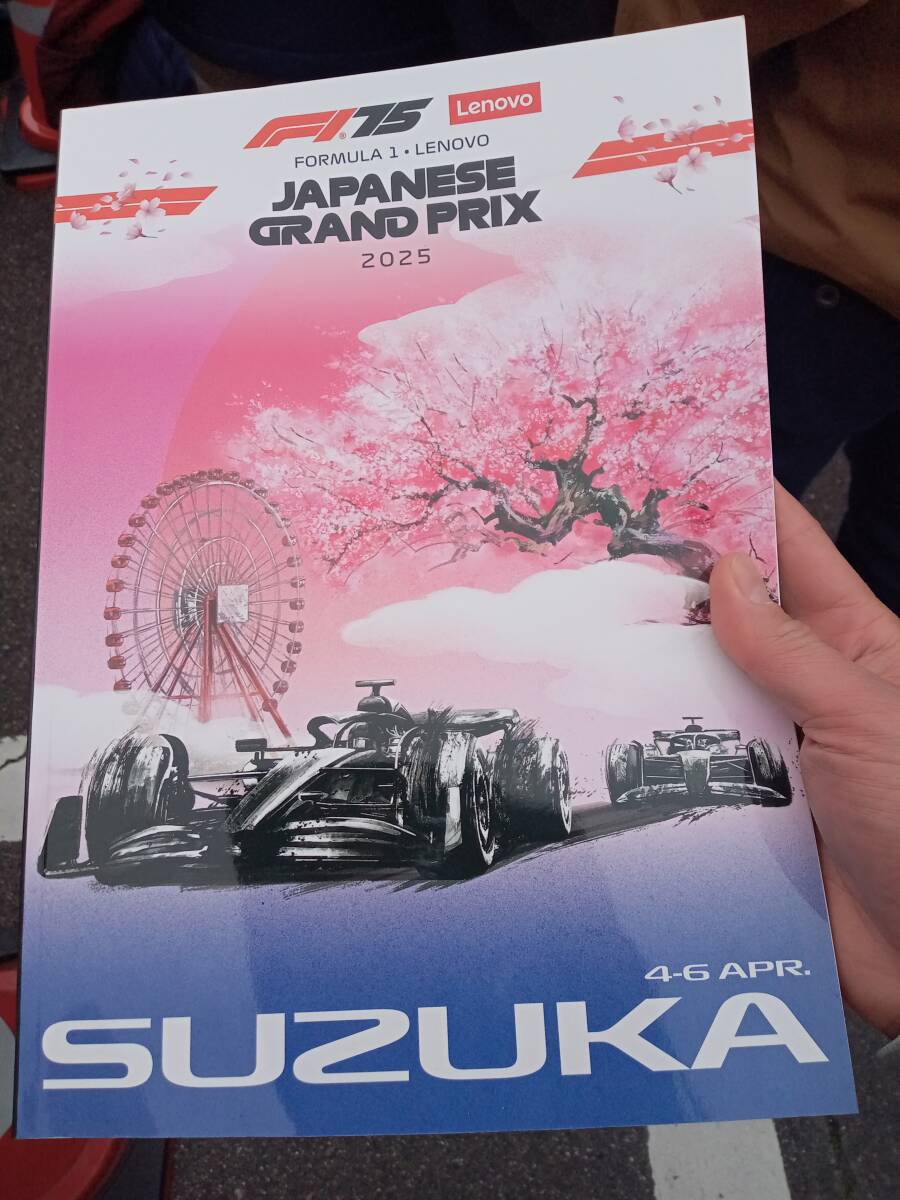 F1® 75
Lenovo
FORMULA 1 • LENOVO
JAPANESE
GRAND PRIX
2025
4-6 APR.
SUZUKA